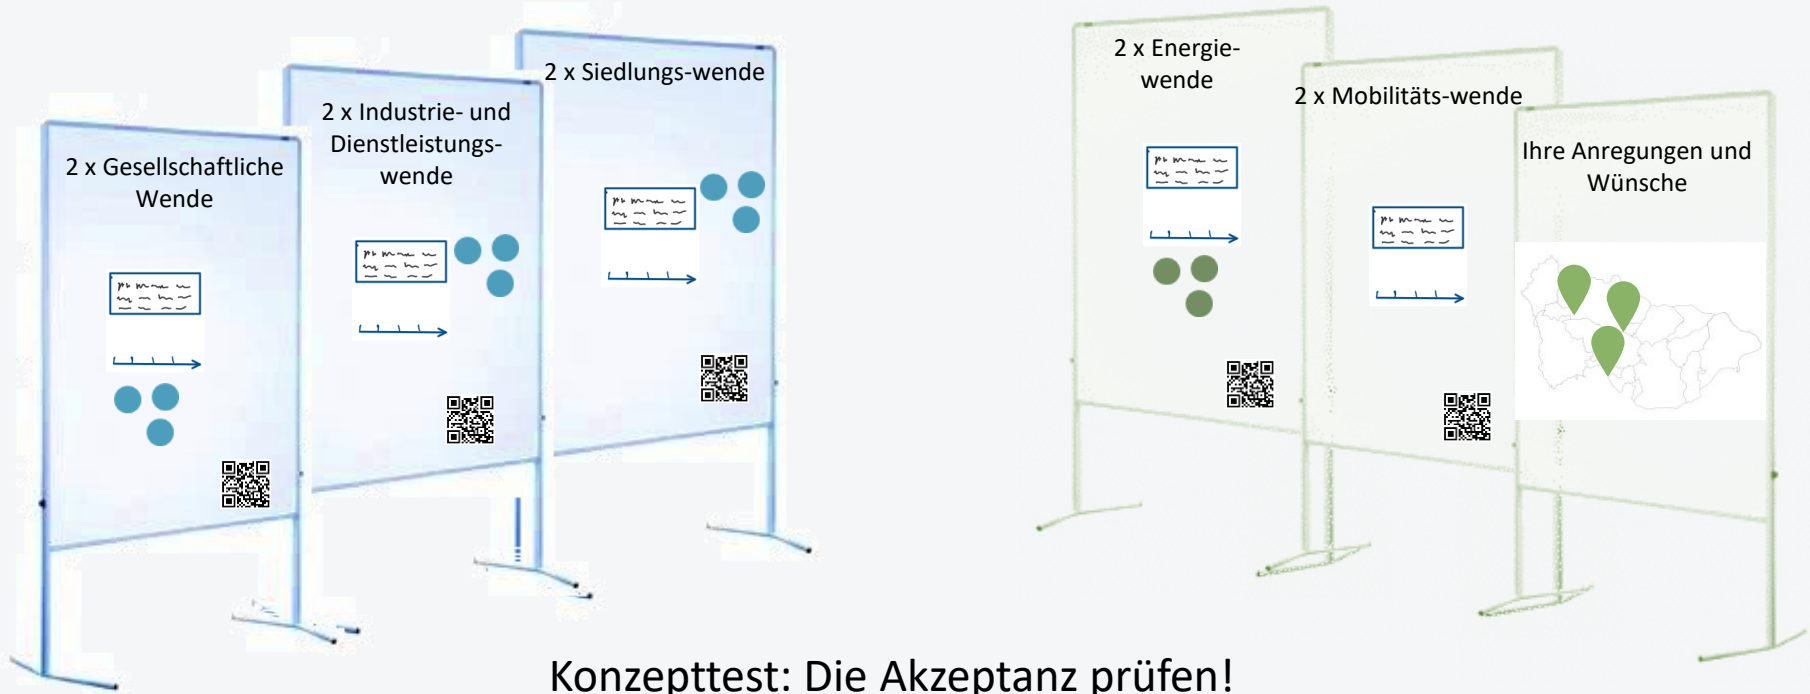 2 x Gesellschaftliche
Wende
2 x Industrie- und
Dienstleistungs-
wende
2 x Siedlungs-wende
2 x Energie-
wende
2 x Mobilitäts-wende
Ihre Anregungen und
Wünsche
Konzepttest: Die Akzeptanz prüfen!